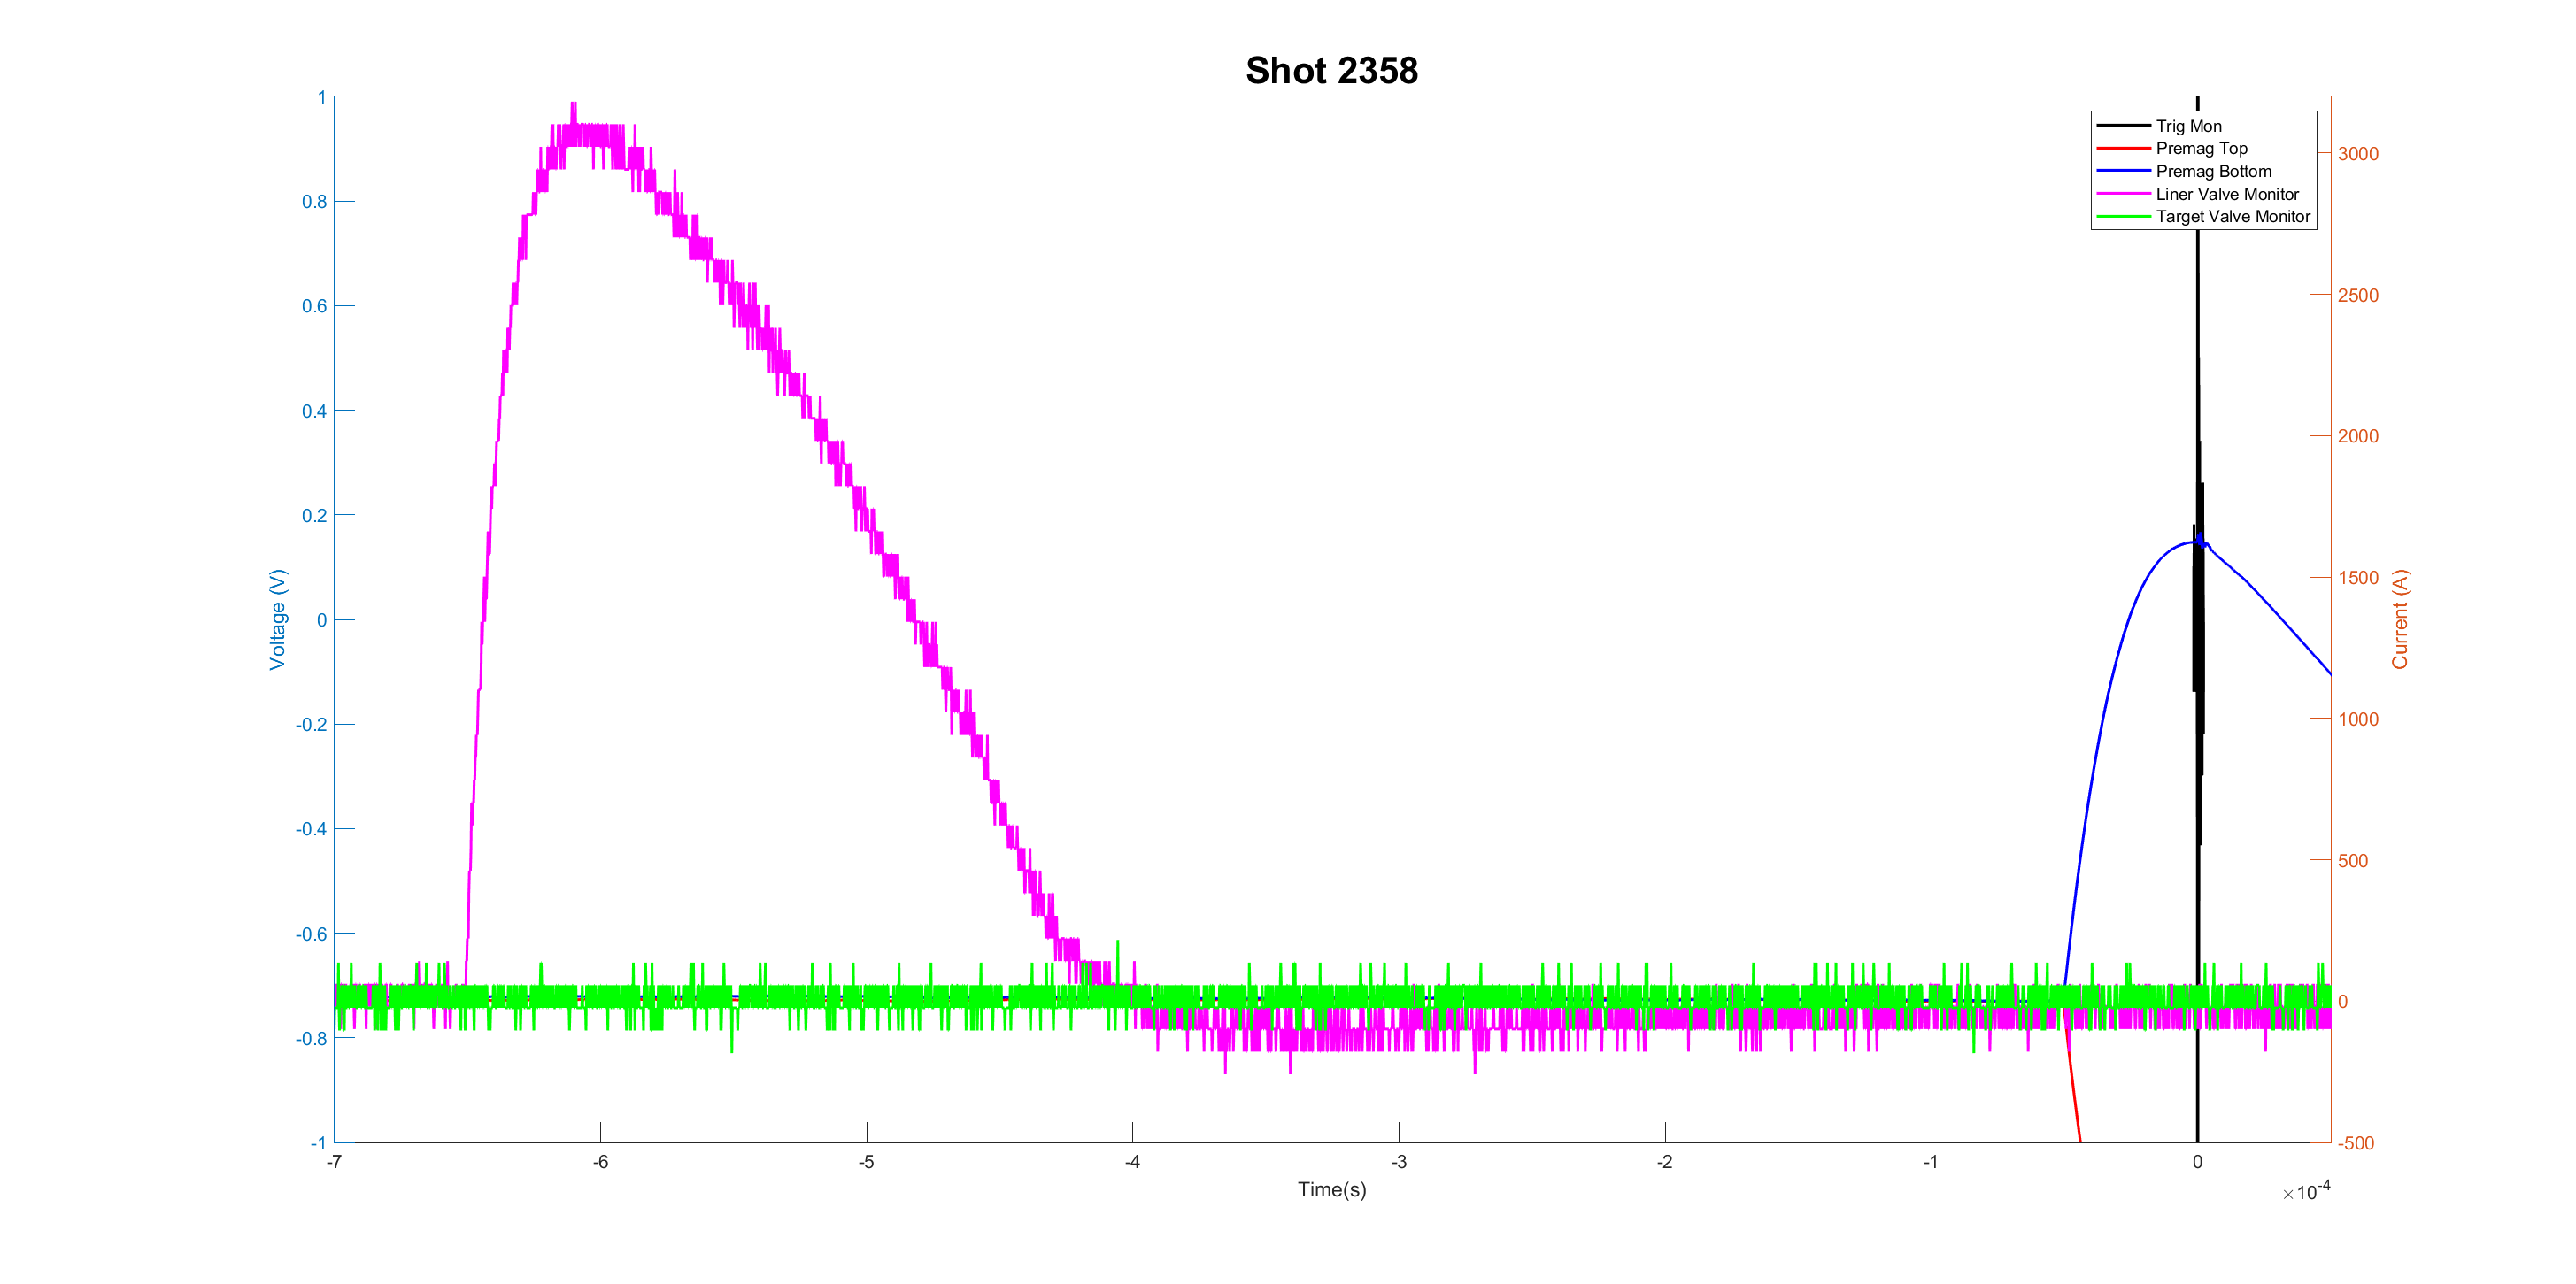 Shot 2358
Trig Mon
Premag Top
Premag Bottom
Liner Valve Monitor
Target Valve Monitor
Voltage (V)
1
0.8
0.6
0.4
0.2
0
-0.2
-0.4
-0.6
-0.8
-1
Current (A)
3000
2500
2000
1500
1000
500
0
-500
-7 -6 -5 -4 -3 -2 -1 0
Time(s)
×10⁻⁴